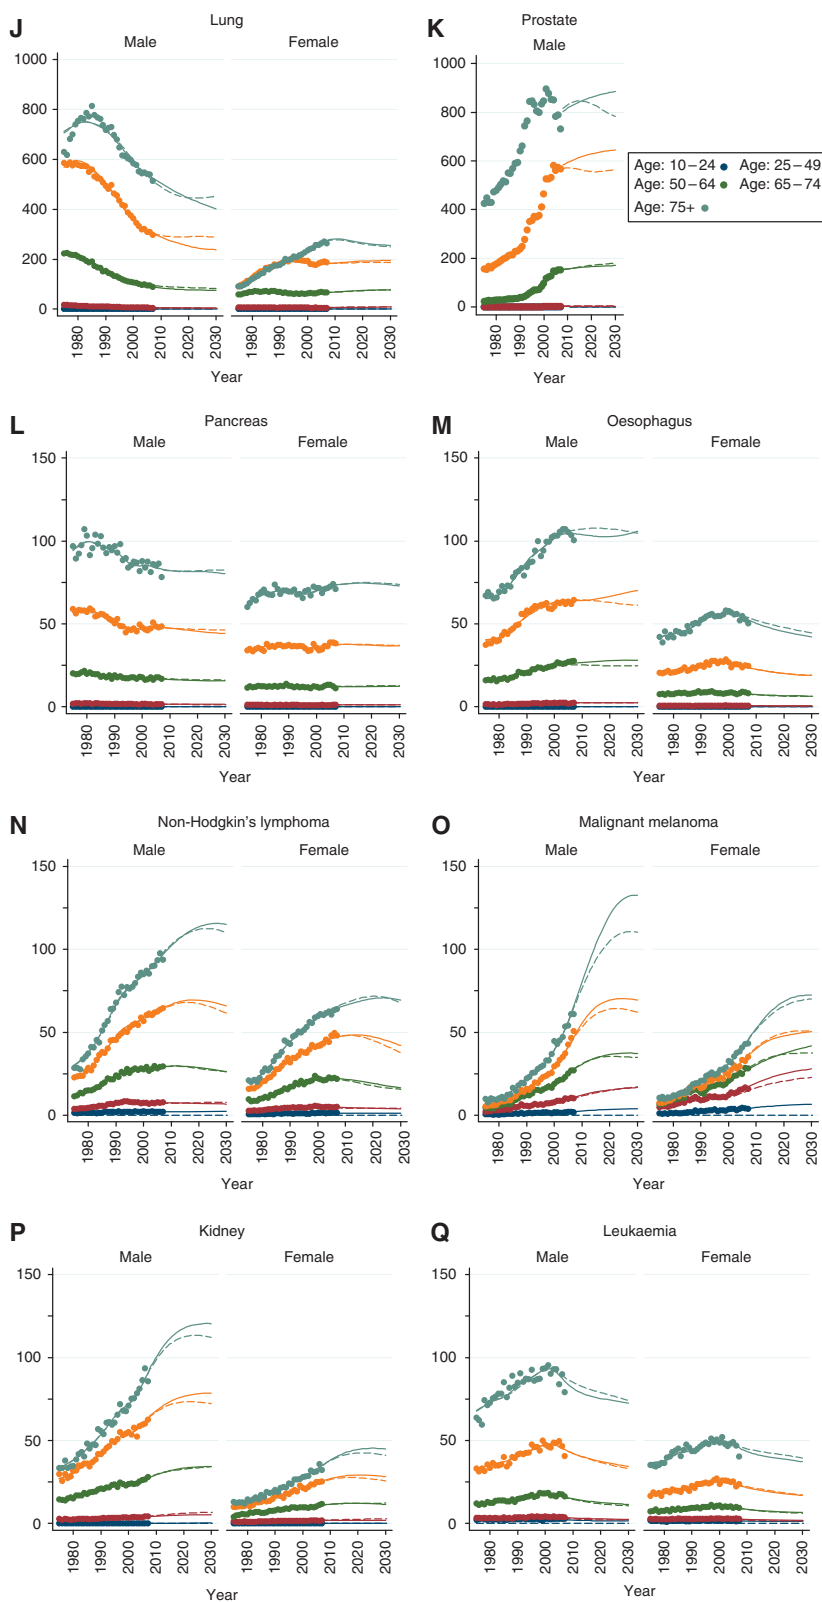 J
Lung
Male
Female
1000
800
600
400
200
0
1980
1990
2000
2010
2020
2030
1980
1990
2000
2010
2020
2030
Year
K
Prostate
Male
1000
800
600
400
200
0
1980
1990
2000
2010
2020
2030
Year
Age: 10–24
Age: 25–49
Age: 50–64
Age: 65–74
Age: 75+
L
Pancreas
Male
Female
150
100
50
0
1980
1990
2000
2010
2020
2030
1980
1990
2000
2010
2020
2030
Year
M
Oesophagus
Male
Female
150
100
50
0
1980
1990
2000
2010
2020
2030
1980
1990
2000
2010
2020
2030
Year
N
Non-Hodgkin's lymphoma
Male
Female
150
100
50
0
1980
1990
2000
2010
2020
2030
1980
1990
2000
2010
2020
2030
Year
O
Malignant melanoma
Male
Female
150
100
50
0
1980
1990
2000
2010
2020
2030
1980
1990
2000
2010
2020
2030
Year
P
Kidney
Male
Female
150
100
50
0
1980
1990
2000
2010
2020
2030
1980
1990
2000
2010
2020
2030
Year
Q
Leukaemia
Male
Female
150
100
50
0
1980
1990
2000
2010
2020
2030
1980
1990
2000
2010
2020
2030
Year